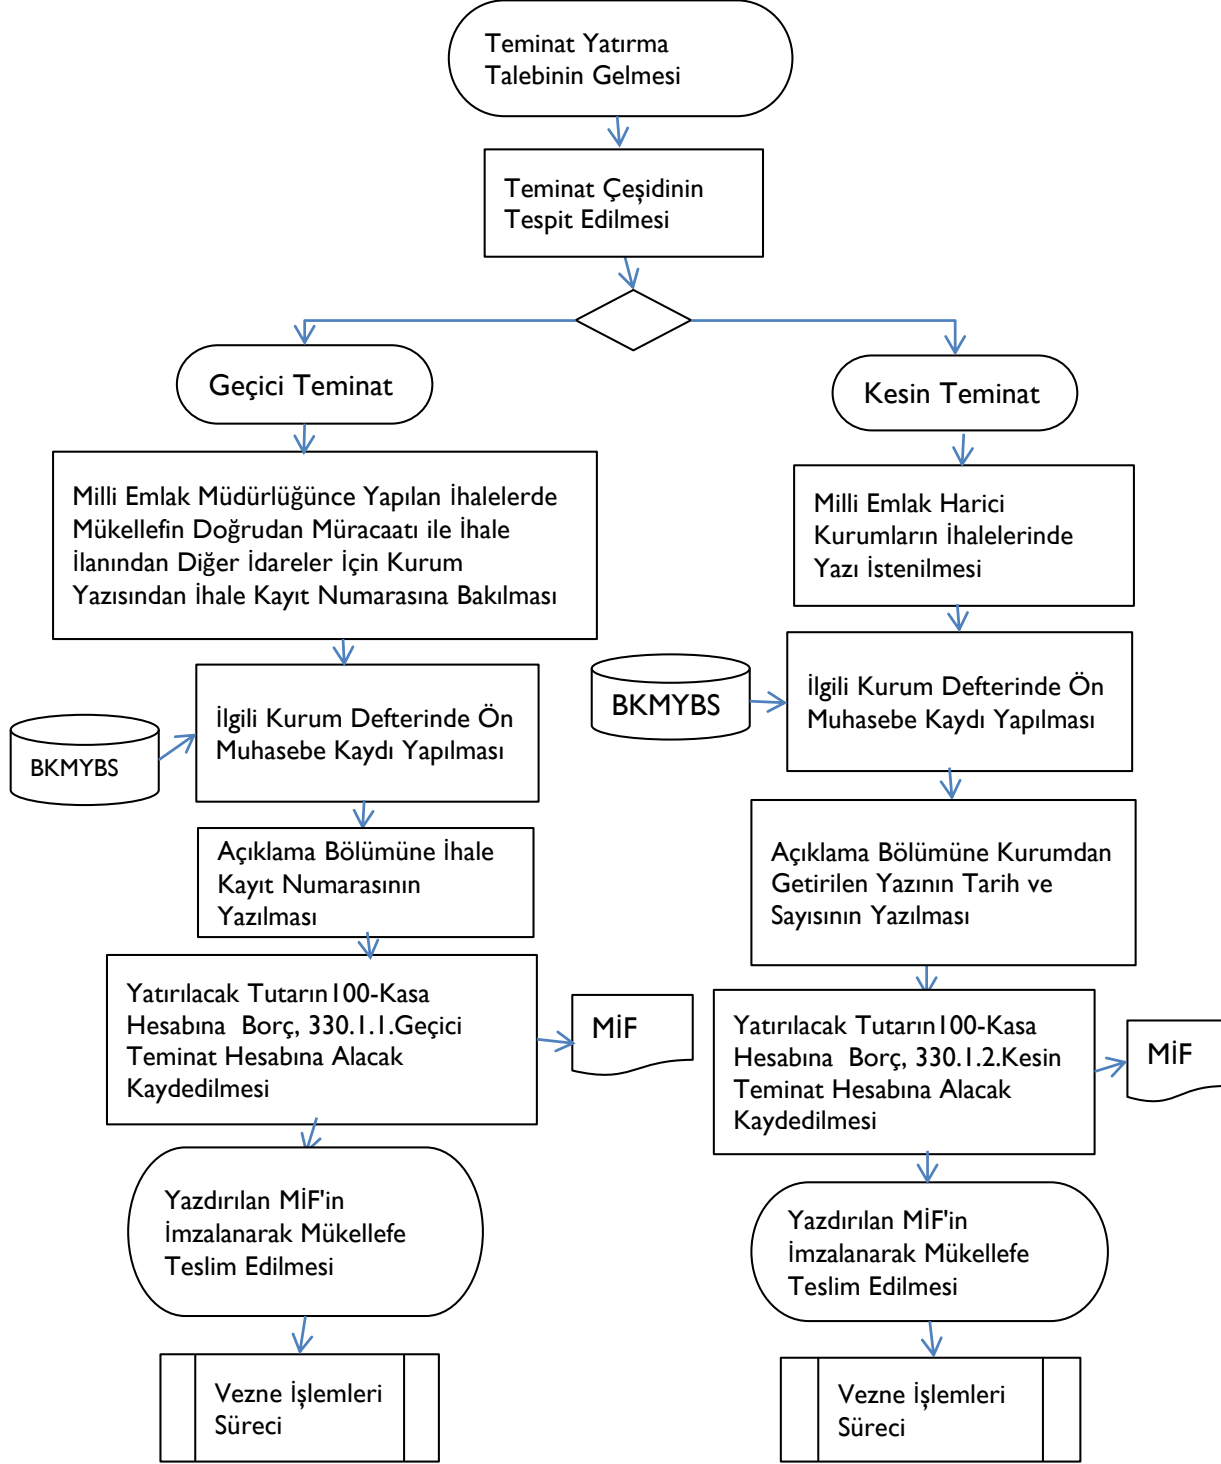 Teminat Yatırma
Talebinin Gelmesi
Teminat Çeşidinin
Tespit Edilmesi
Geçici Teminat
Milli Emlak Müdürlüğünce Yapılan İhalelerde
Mükellefin Doğrudan Müracaatı ile İhale
İlanından Diğer İdareler İçin Kurum
Yazısından İhale Kayıt Numarasına Bakılması
BKMYBS
İlgili Kurum Defterinde Ön
Muhasebe Kaydı Yapılması
Açıklama Bölümüne İhale
Kayıt Numarasının
Yazılması
Yatırılacak Tutarın100-Kasa
Hesabına  Borç, 330.1.1.Geçici
Teminat Hesabına Alacak
Kaydedilmesi
MİF
Yazdırılan MİF'in
İmzalanarak Mükellefe
Teslim Edilmesi
Vezne İşlemleri
Süreci
Kesin Teminat
Milli Emlak Harici
Kurumların İhalelerinde
Yazı İstenilmesi
BKMYBS
İlgili Kurum Defterinde Ön
Muhasebe Kaydı Yapılması
Açıklama Bölümüne Kurumdan
Getirilen Yazının Tarih ve
Sayısının Yazılması
Yatırılacak Tutarın100-Kasa
Hesabına  Borç, 330.1.2.Kesin
Teminat Hesabına Alacak
Kaydedilmesi
MİF
Yazdırılan MİF'in
İmzalanarak Mükellefe
Teslim Edilmesi
Vezne İşlemleri
Süreci